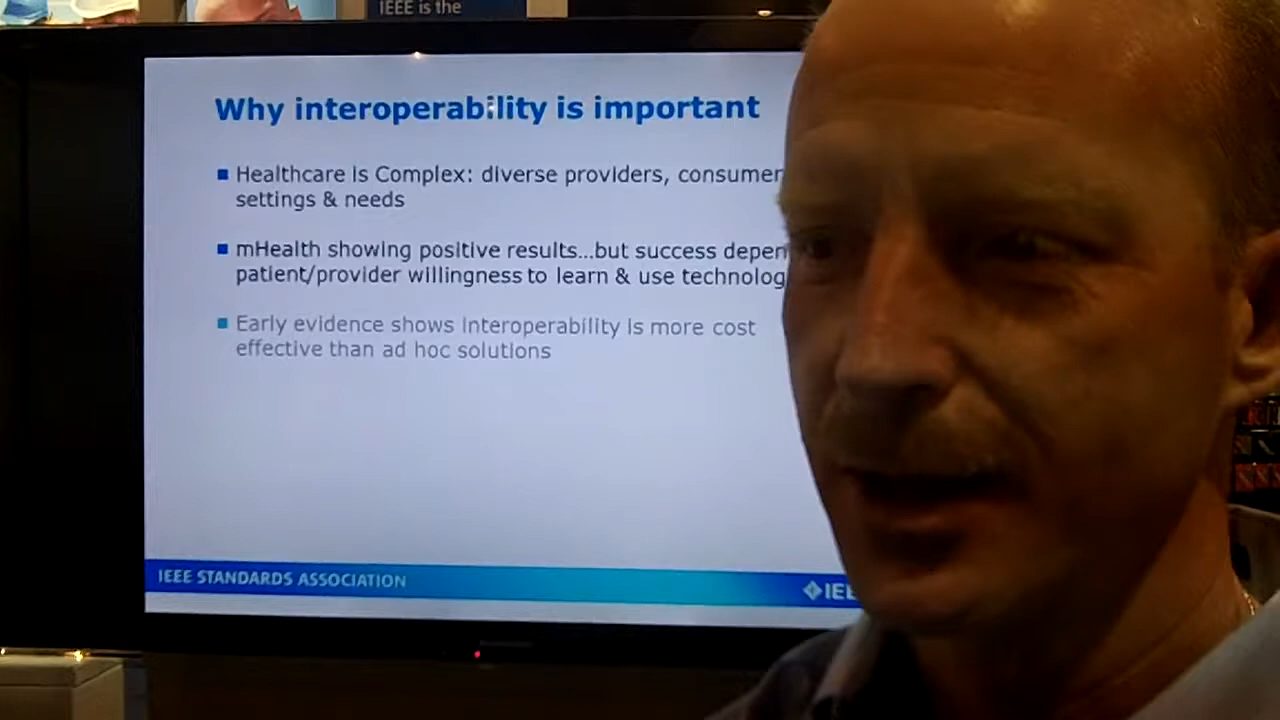 IEEE is the
Why interoperability is important
Healthcare is Complex: diverse providers, consumer
settings & needs
mHealth showing positive results...but success depen
patient/provider willingness to learn & use technolog
Early evidence shows interoperability is more cost
effective than ad hoc solutions
IEEE STANDARDS ASSOCIATION
IEE